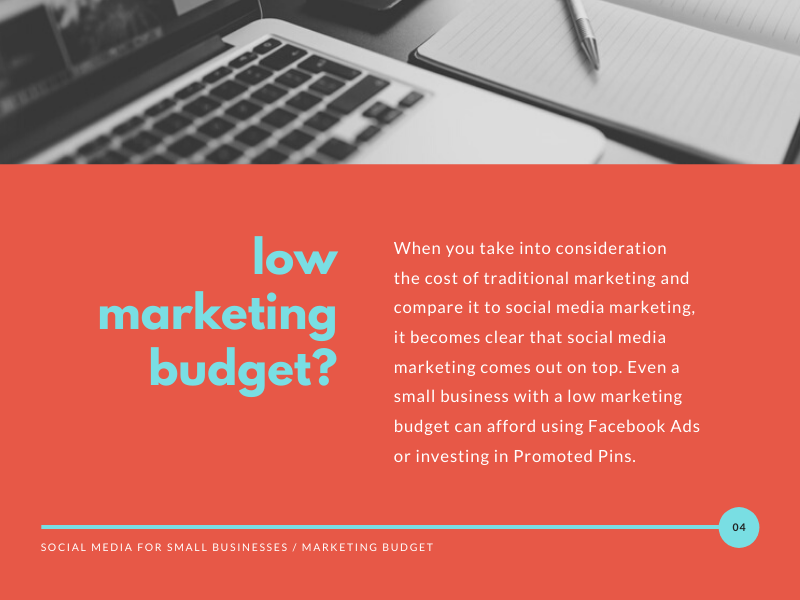 low
marketing
budget?
When you take into consideration
the cost of traditional marketing and
compare it to social media marketing,
it becomes clear that social media
marketing comes out on top. Even a
small business with a low marketing
budget can afford using Facebook Ads
or investing in Promoted Pins.
04
SOCIAL MEDIA FOR SMALL BUSINESSES / MARKETING BUDGET